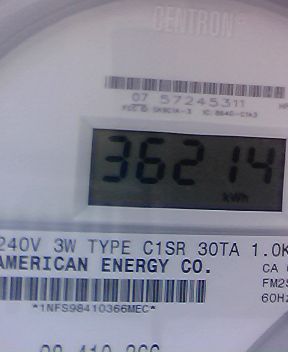 CENTRON
07 57245311
36214
kWh
240V 3W TYPE C1SR 30TA 1.0K
AMERICAN ENERGY CO.
CA
FM2S
60Hz
*1NFS98410366MEC*